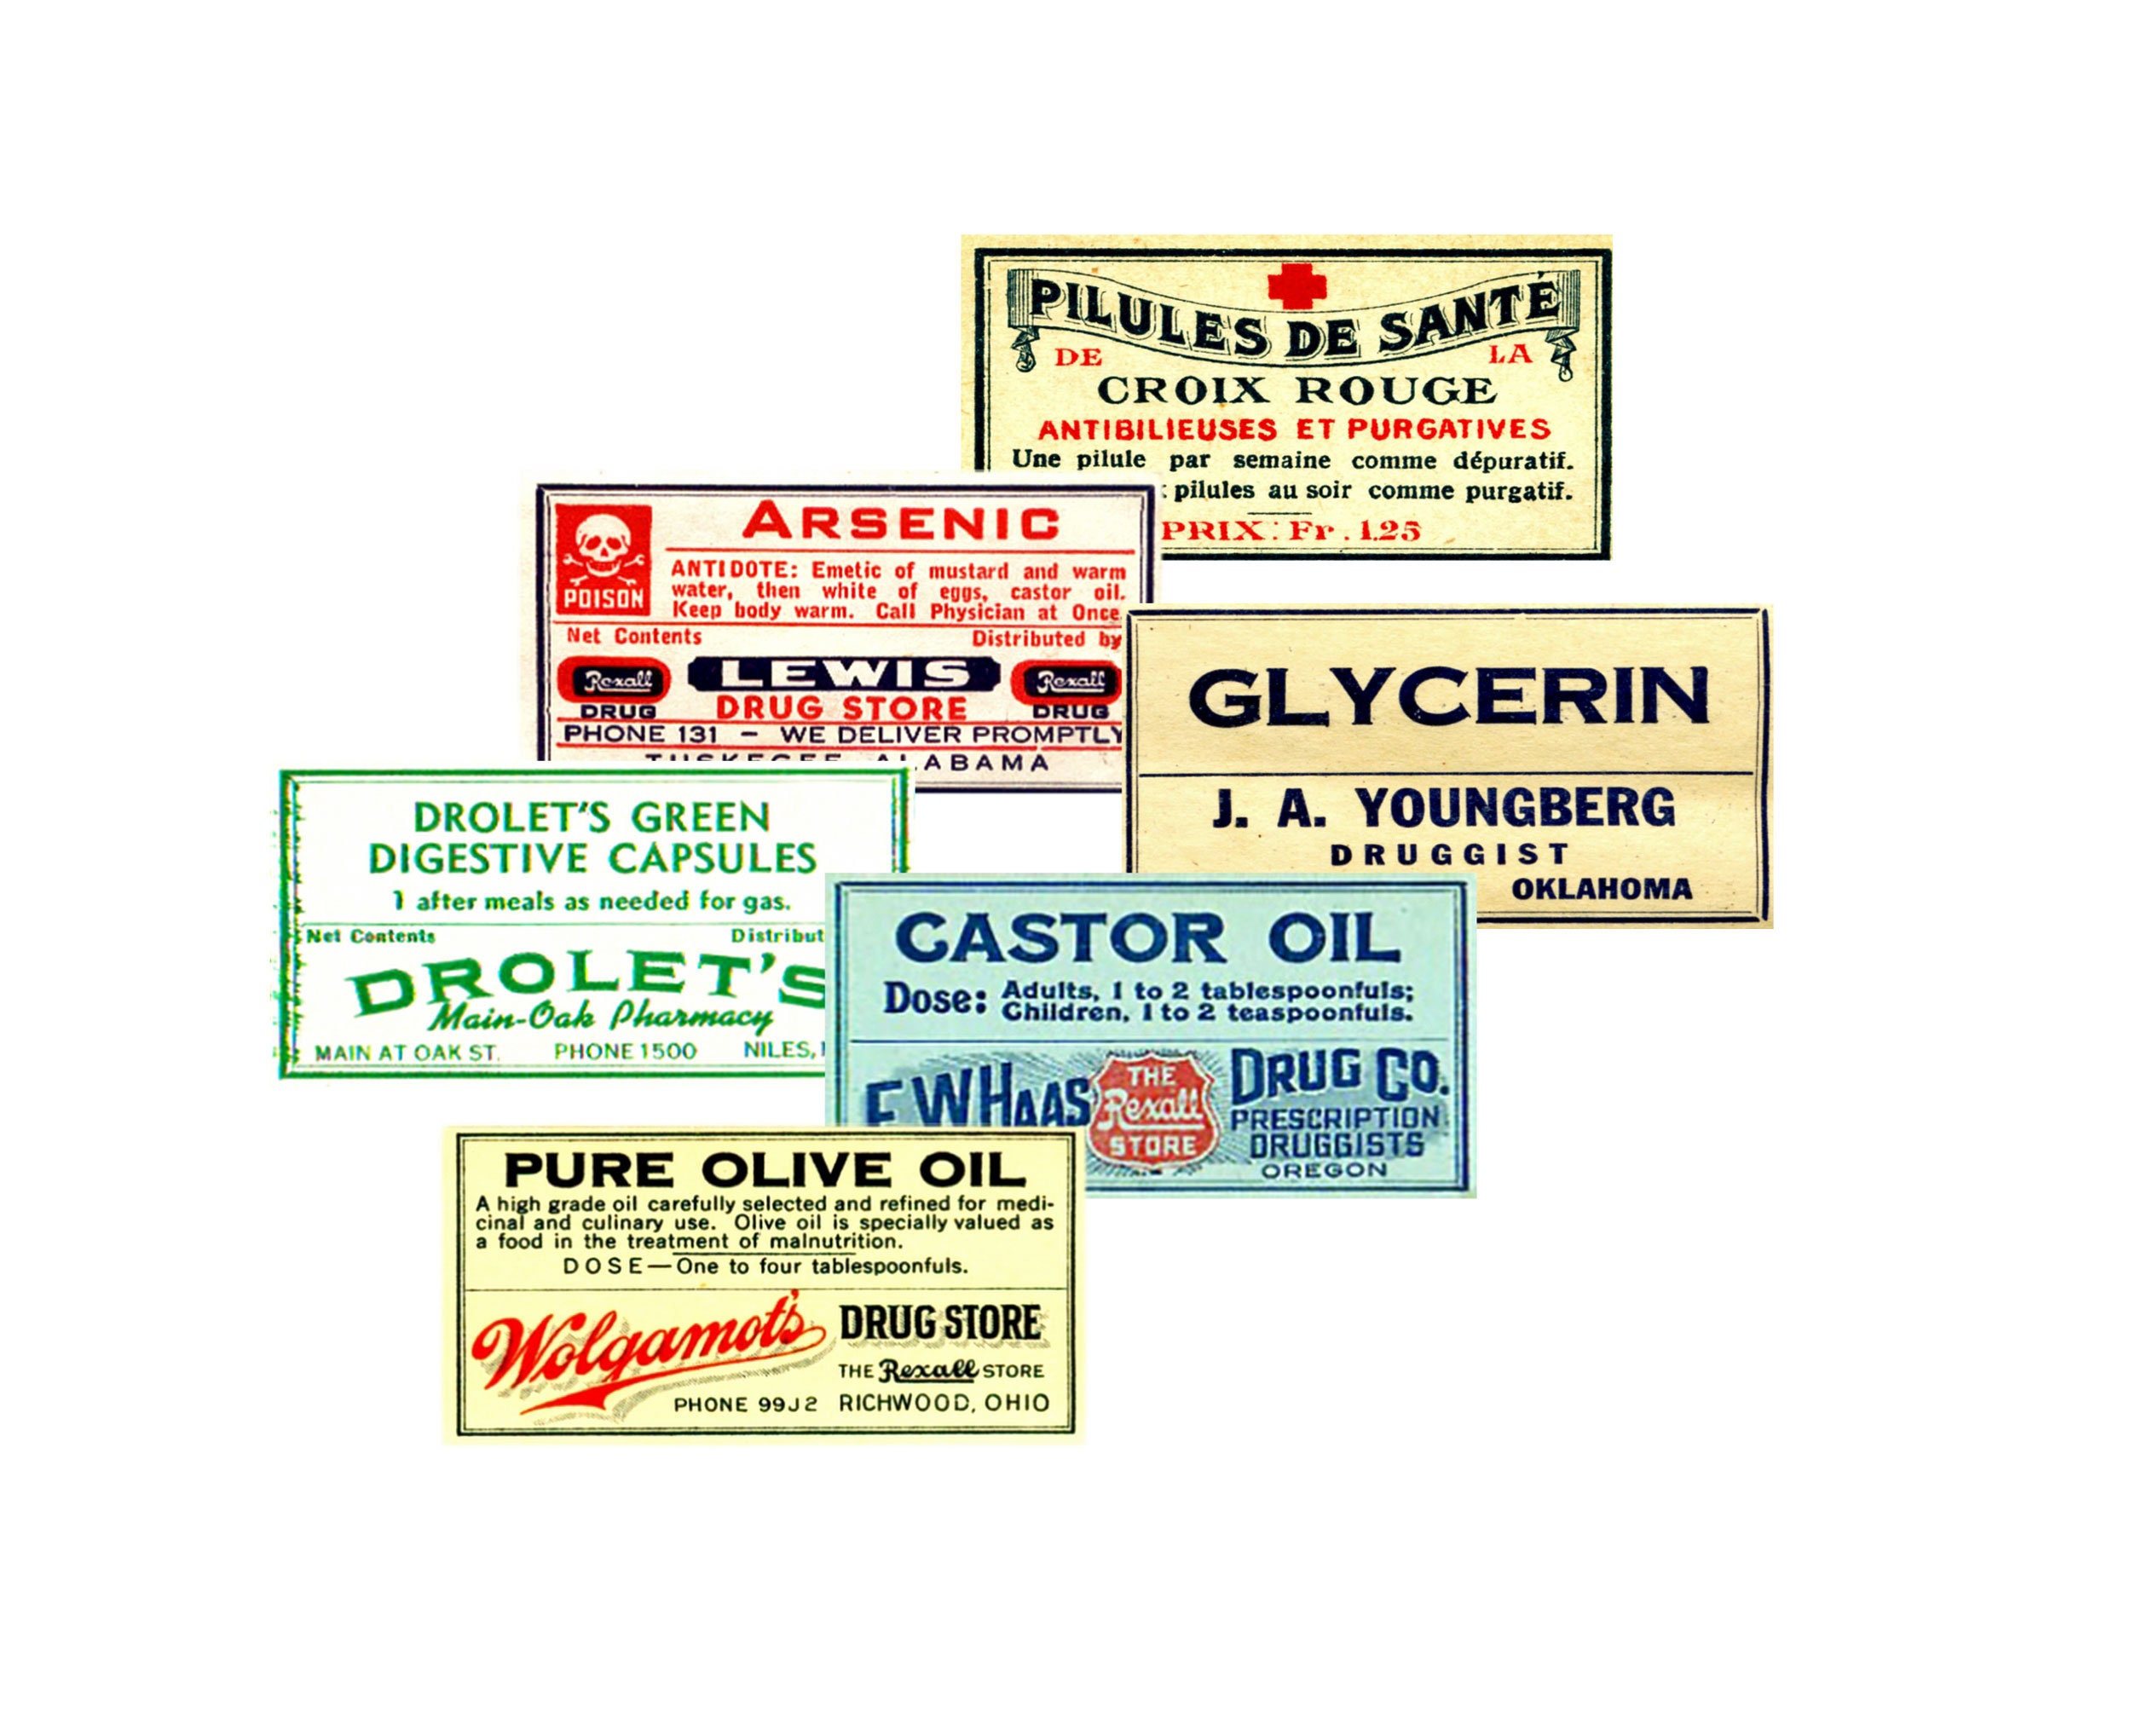 PILULES DE SANTÉ
DE LA
CROIX ROUGE
ANTIBILIEUSES ET PURGATIVES
Une pilule par semaine comme dépuratif.
pilules au soir comme purgatif.
PRIX: Fr. 1.25
ARSENIC
POISON
ANTIDOTE: Emetic of mustard and warm
water, then white of eggs, castor oil.
Keep body warm. Call Physician at Once
Net Contents Distributed by
Rexall LEWIS Rexall
DRUG DRUG STORE DRUG
PHONE 131 - WE DELIVER PROMPTLY
TUSKEGEE ALABAMA
GLYCERIN
J. A. YOUNGBERG
DRUGGIST
OKLAHOMA
DROLET'S GREEN
DIGESTIVE CAPSULES
1 after meals as needed for gas.
Net Contents Distribut
DROLET'S
Main-Oak Pharmacy
MAIN AT OAK ST. PHONE 1500 NILES,
CASTOR OIL
Dose: Adults, 1 to 2 tablespoonfuls;
Children, 1 to 2 teaspoonfuls.
F W HAAS THE Rexall STORE DRUG CO.
PRESCRIPTION
DRUGGISTS
OREGON
PURE OLIVE OIL
A high grade oil carefully selected and refined for medi-
cinal and culinary use. Olive oil is specially valued as
a food in the treatment of malnutrition.
DOSE—One to four tablespoonfuls.
Wolgamot's DRUG STORE
THE Rexall STORE
PHONE 99J2 RICHWOOD, OHIO